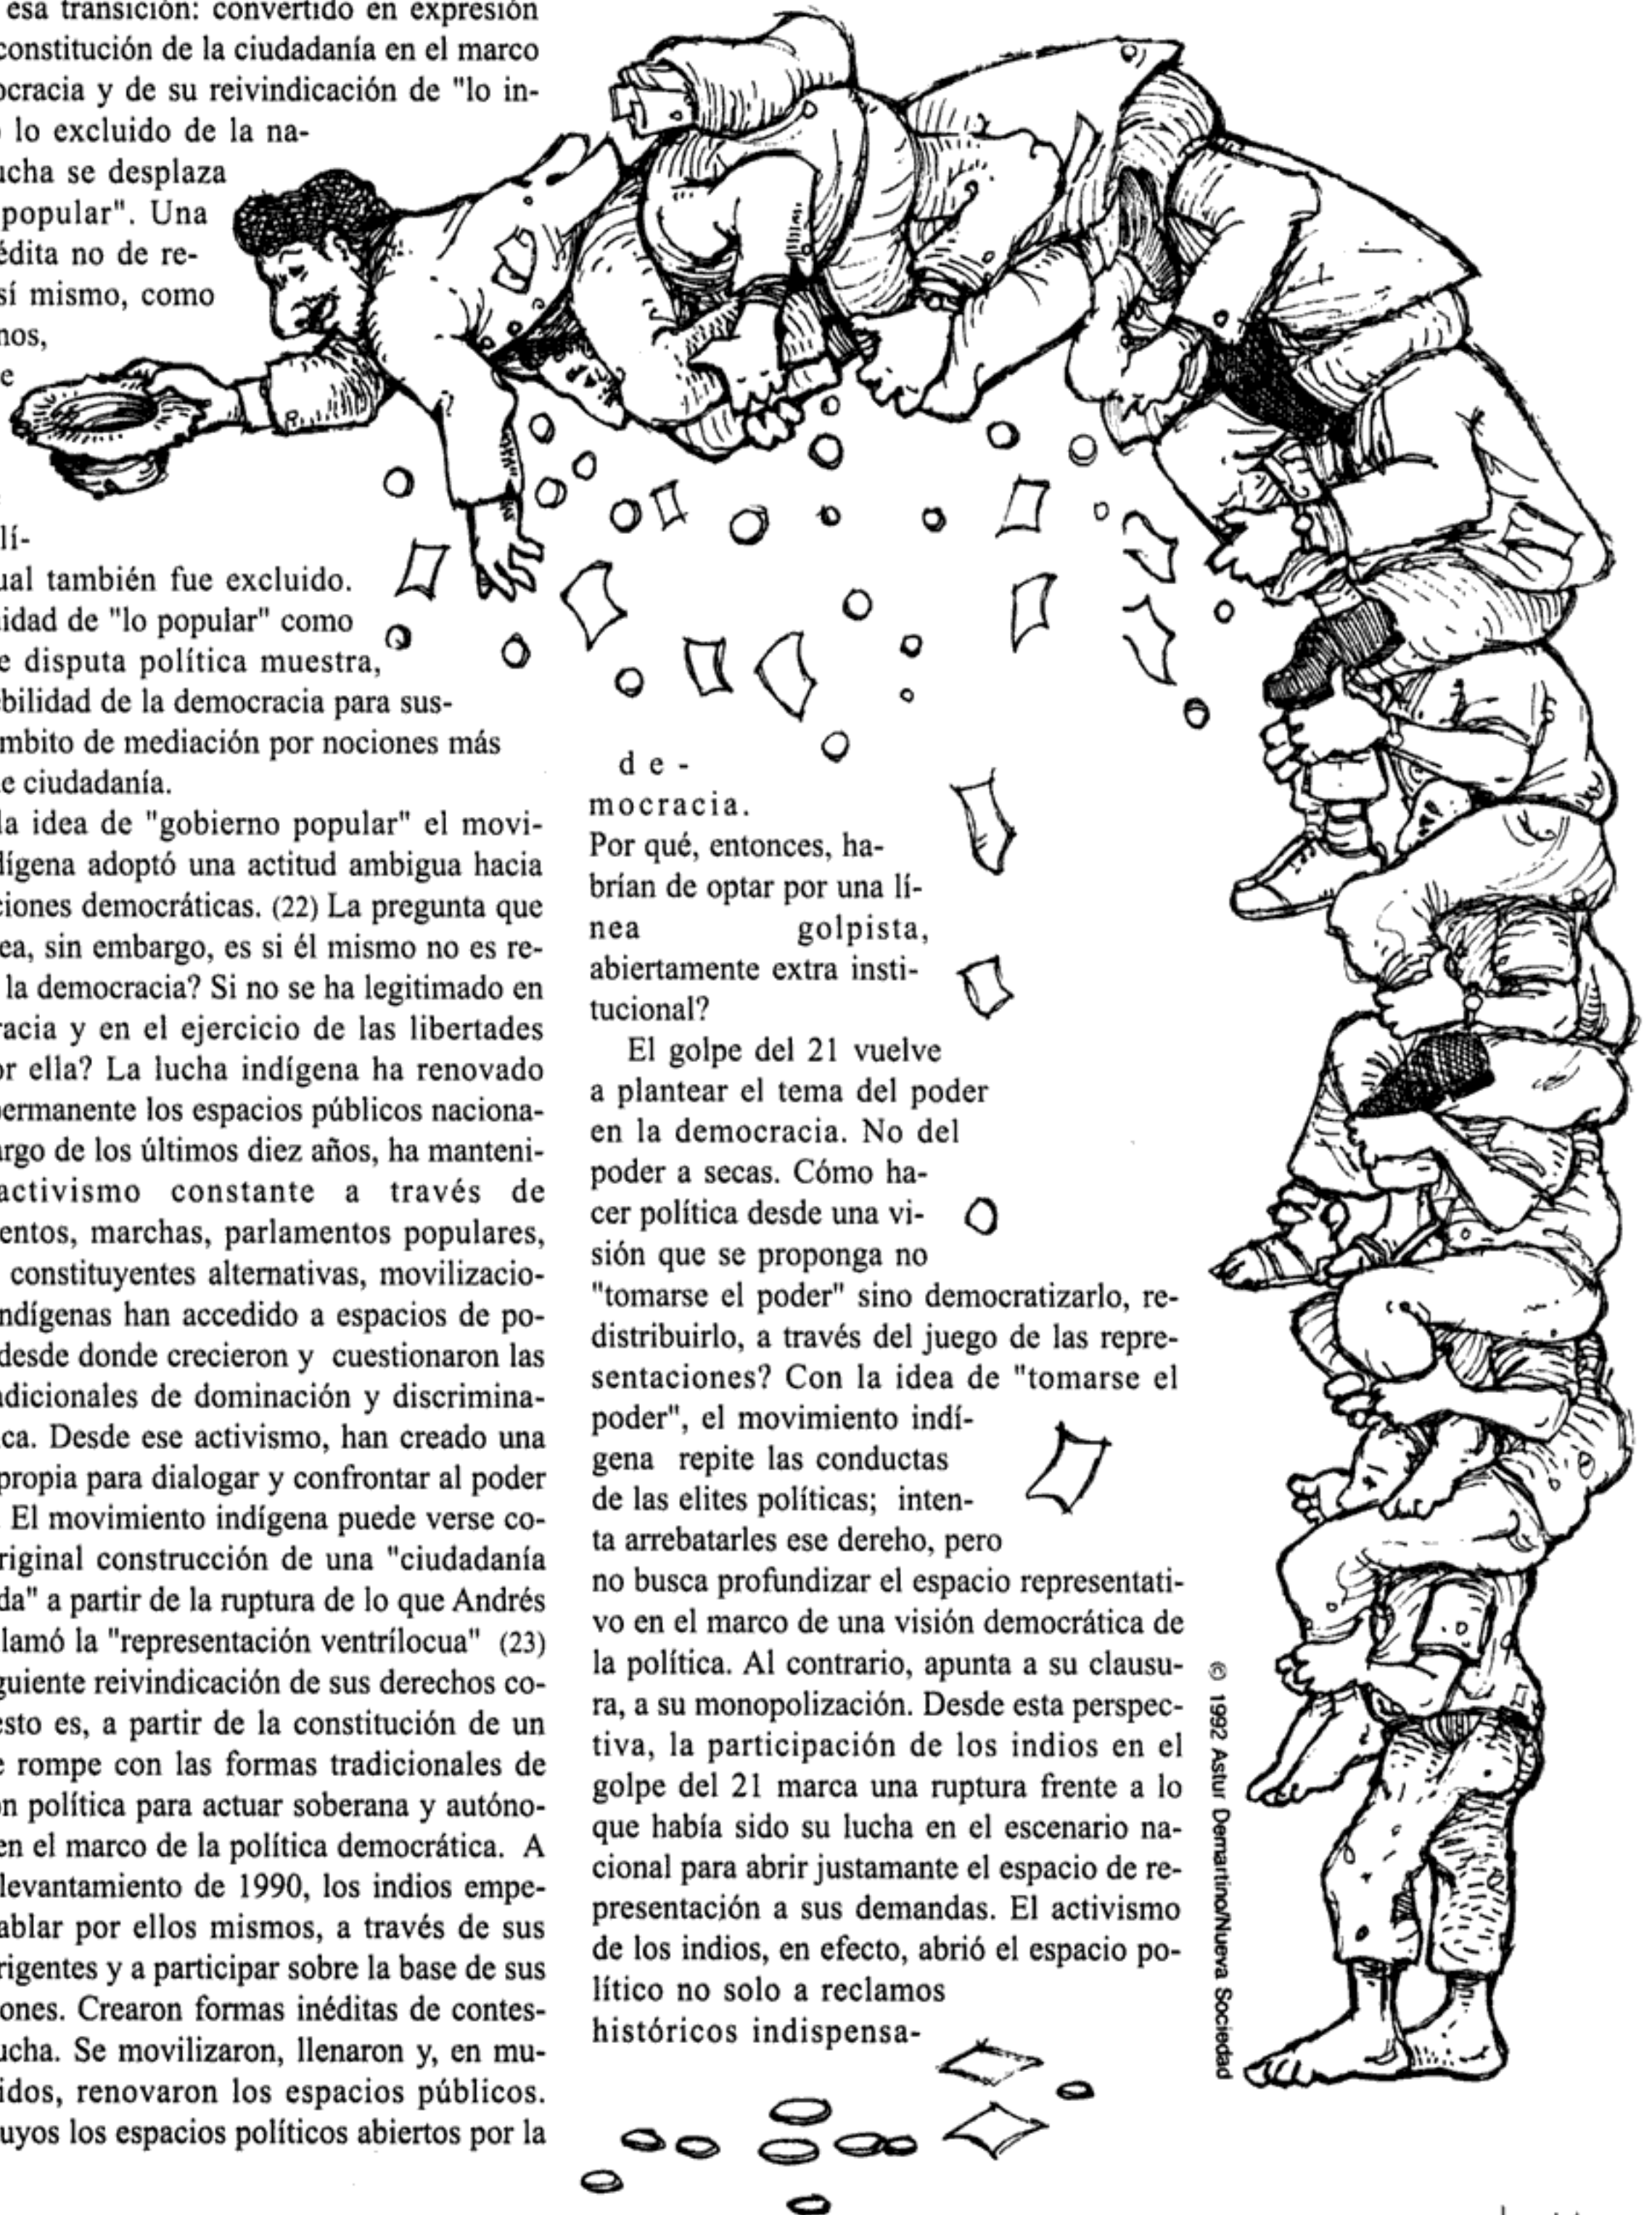 esa transición: convertido en expresión
constitución de la ciudadanía en el marco
ocracia y de su reivindicación de "lo in-
lo excluido de la na-
ucha se desplaza
popular". Una
édita no de re-
sí mismo, como
nos,
e
lí-
ual también fue excluido.
idad de "lo popular" como
e disputa política muestra,
bilidad de la democracia para sus-
mbito de mediación por nociones más
e ciudadanía.
la idea de "gobierno popular" el movi-
lígena adoptó una actitud ambigua hacia
ciones democráticas. (22) La pregunta que
ea, sin embargo, es si él mismo no es re-
la democracia? Si no se ha legitimado en
racia y en el ejercicio de las libertades
or ella? La lucha indígena ha renovado
permanente los espacios públicos naciona-
argo de los últimos diez años, ha manteni-
activismo constante a través de
entos, marchas, parlamentos populares,
constituyentes alternativas, movilizacio-
ndígenas han accedido a espacios de po-
desde donde crecieron y cuestionaron las
adicionales de dominación y discrimina-
ca. Desde ese activismo, han creado una
propia para dialogar y confrontar al poder
El movimiento indígena puede verse co-
riginal construcción de una "ciudadanía
da" a partir de la ruptura de lo que Andrés
lamó la "representación ventrílocua" (23)
guiente reivindicación de sus derechos co-
esto es, a partir de la constitución de un
e rompe con las formas tradicionales de
ón política para actuar soberana y autóno-
en el marco de la política democrática. A
levantamiento de 1990, los indios empe-
ablar por ellos mismos, a través de sus
rigentes y a participar sobre la base de sus
ones. Crearon formas inéditas de contes-
ucha. Se movilizaron, llenaron y, en mu-
idos, renovaron los espacios públicos.
uyos los espacios políticos abiertos por la
de-
mocracia.
Por qué, entonces, ha-
brían de optar por una lí-
nea golpista,
abiertamente extra insti-
tucional?
El golpe del 21 vuelve
a plantear el tema del poder
en la democracia. No del
poder a secas. Cómo ha-
cer política desde una vi-
sión que se proponga no
"tomarse el poder" sino democratizarlo, re-
distribuirlo, a través del juego de las repre-
sentaciones? Con la idea de "tomarse el
poder", el movimiento indí-
gena repite las conductas
de las elites políticas; inten-
ta arrebatarles ese dereho, pero
no busca profundizar el espacio representati-
vo en el marco de una visión democrática de
la política. Al contrario, apunta a su clausu-
ra, a su monopolización. Desde esta perspec-
tiva, la participación de los indios en el
golpe del 21 marca una ruptura frente a lo
que había sido su lucha en el escenario na-
cional para abrir justamante el espacio de re-
presentación a sus demandas. El activismo
de los indios, en efecto, abrió el espacio po-
lítico no solo a reclamos
históricos indispensa-
© 1992 Astur Demartino/Nueva Sociedad